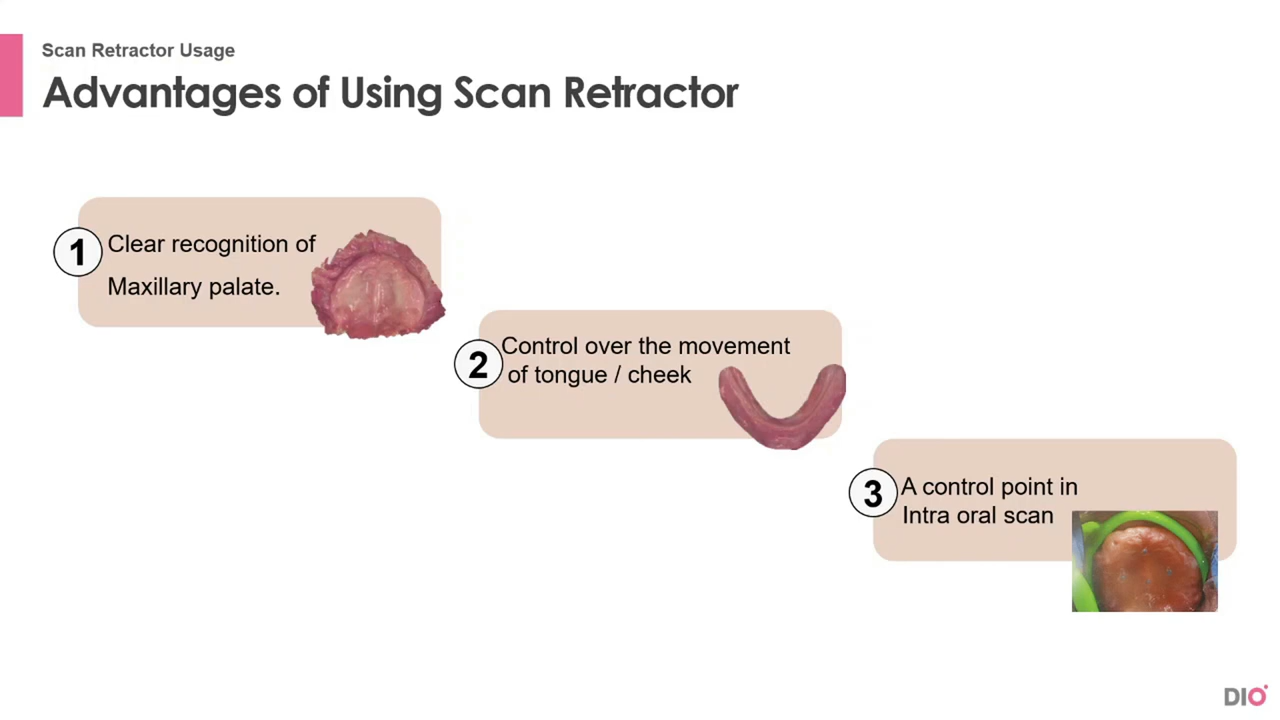 Scan Retractor Usage
Advantages of Using Scan Retractor
1
Clear recognition of
Maxillary palate.
2
Control over the movement
of tongue / cheek
3
A control point in
Intra oral scan
DIO